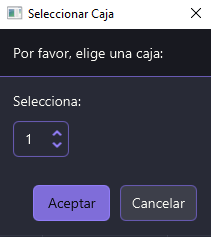 Seleccionar Caja
Por favor, elige una caja:
Selecciona:
1
Aceptar
Cancelar